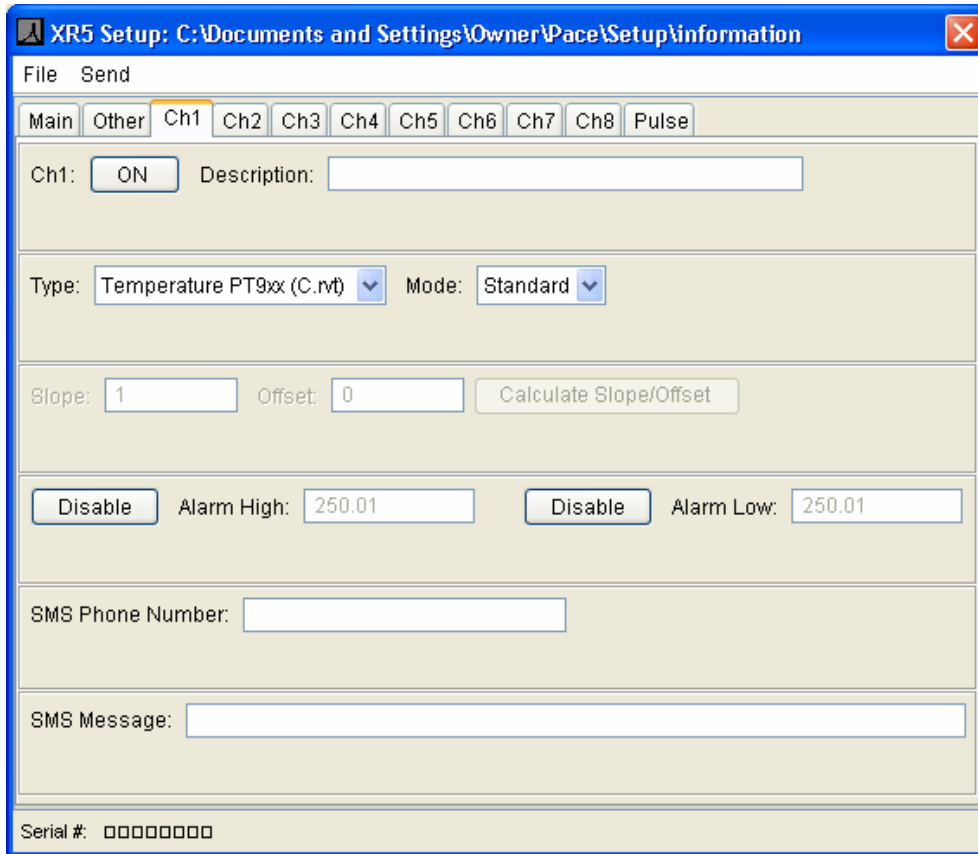 XR5 Setup: C:\Documents and Settings\Owner\Pace\Setup\information
File Send
Main Other Ch1 Ch2 Ch3 Ch4 Ch5 Ch6 Ch7 Ch8 Pulse
Ch1: ON Description:
Type: Temperature PT9xx (C.rvt) Mode: Standard
Slope: 1 Offset: 0 Calculate Slope/Offset
Disable Alarm High: 250.01 Disable Alarm Low: 250.01
SMS Phone Number:
SMS Message:
Serial #: □□□□□□□□